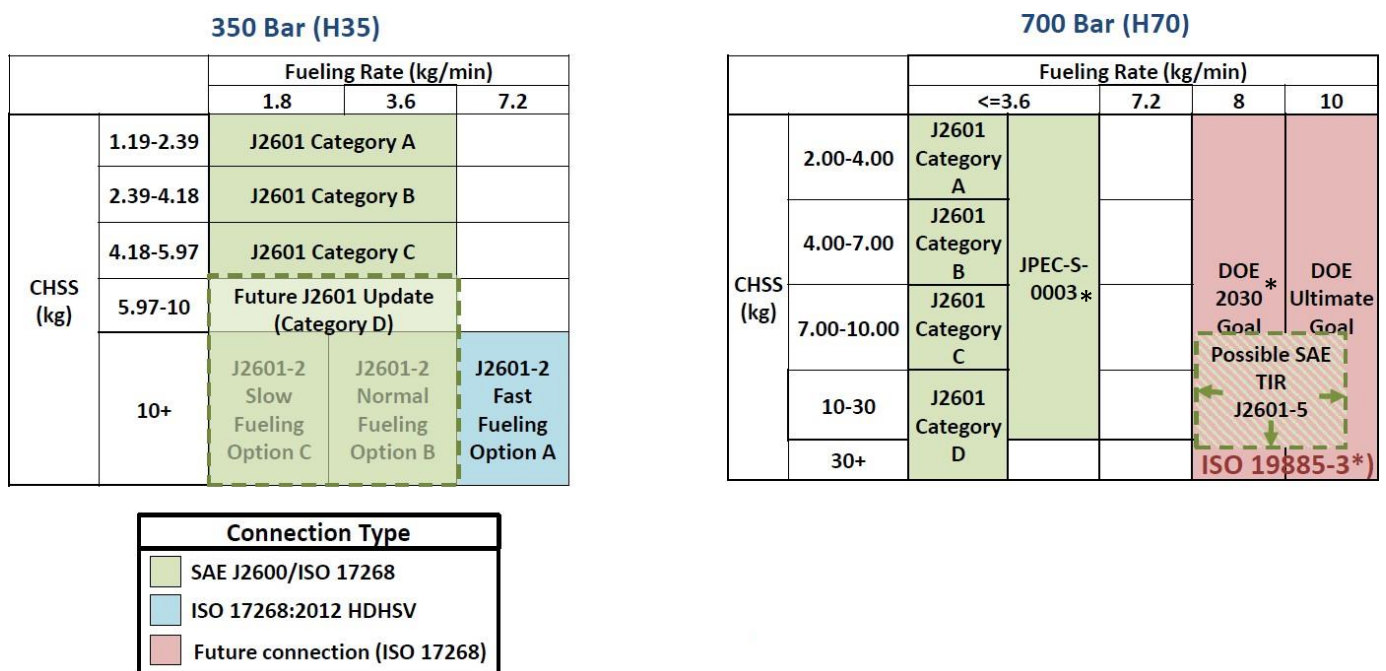 350 Bar (H35)
Fueling Rate (kg/min)
1.8 3.6 7.2
CHSS
(kg)
1.19-2.39 J2601 Category A
2.39-4.18 J2601 Category B
4.18-5.97 J2601 Category C
5.97-10 Future J2601 Update
(Category D)
10+
J2601-2
Slow
Fueling
Option C
J2601-2
Normal
Fueling
Option B
J2601-2
Fast
Fueling
Option A
700 Bar (H70)
Fueling Rate (kg/min)
<=3.6 7.2 8 10
CHSS
(kg)
2.00-4.00
J2601
Category
A
4.00-7.00
J2601
Category
B
7.00-10.00
J2601
Category
C
10-30
30+
J2601
Category
D
JPEC-S-
0003*
DOE *
2030
Goal
DOE
Ultimate
Goal
Possible SAE
TIR
J2601-5
ISO 19885-3*)
Connection Type
SAE J2600/ISO 17268
ISO 17268:2012 HDHSV
Future connection (ISO 17268)